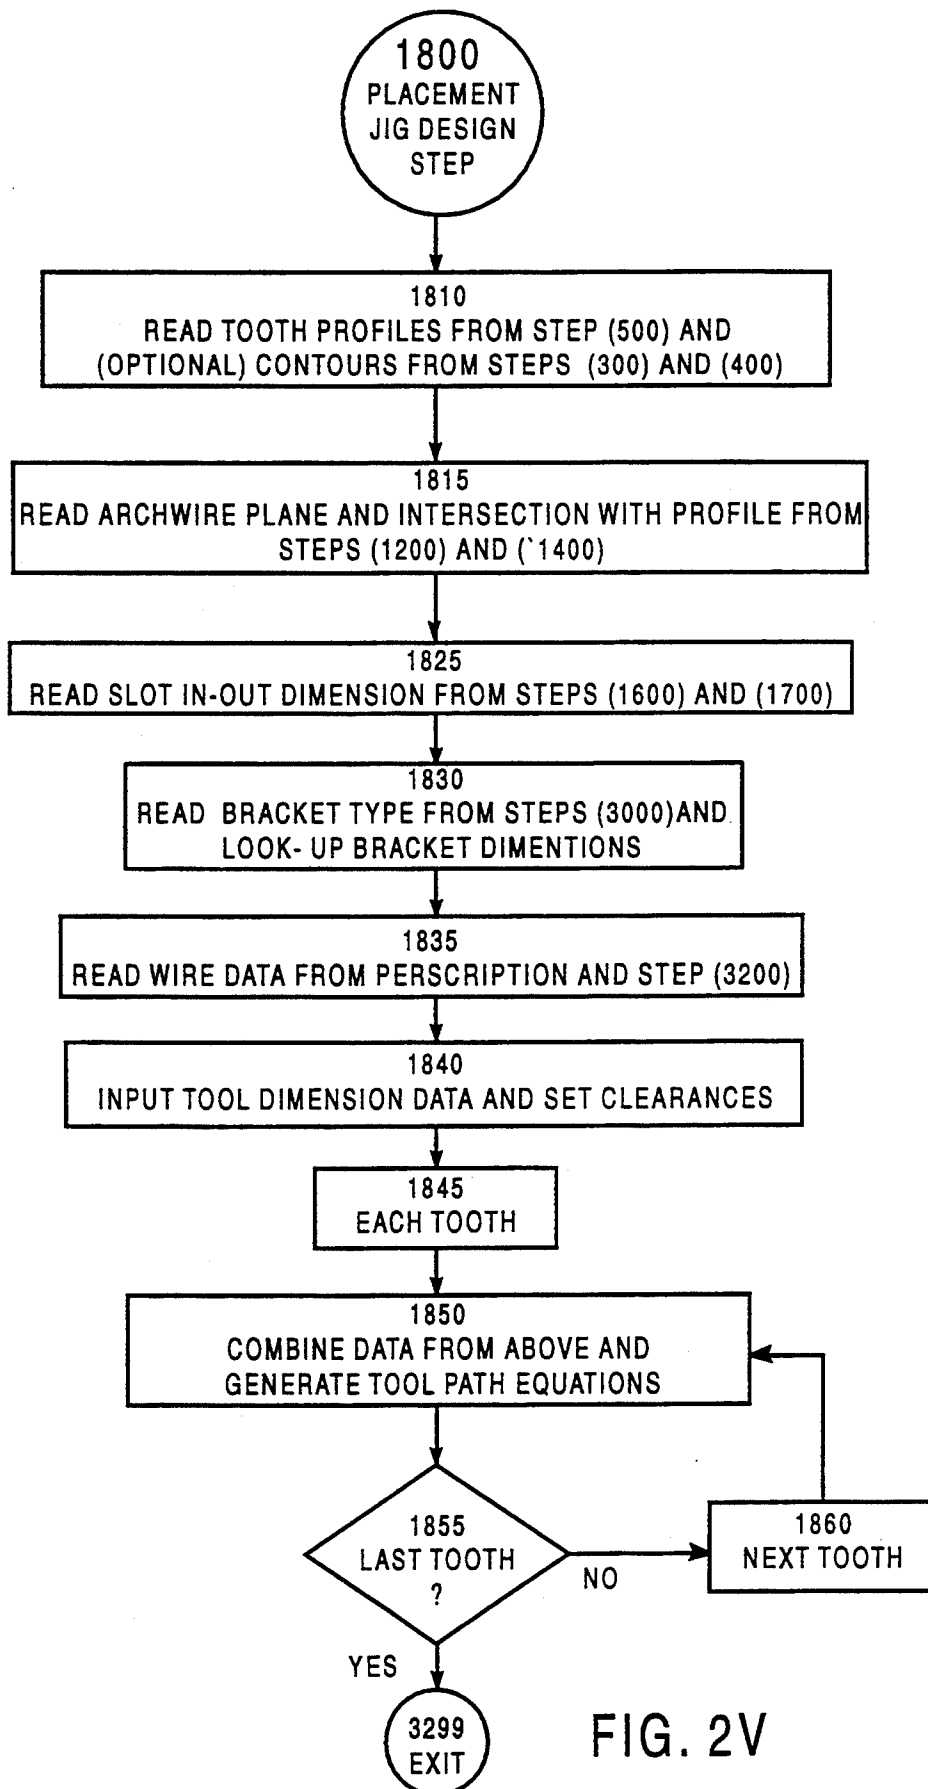 1800
PLACEMENT
JIG DESIGN
STEP
1810
READ TOOTH PROFILES FROM STEP (500) AND
(OPTIONAL) CONTOURS FROM STEPS (300) AND (400)
1815
READ ARCHWIRE PLANE AND INTERSECTION WITH PROFILE FROM
STEPS (1200) AND (`1400)
1825
READ SLOT IN-OUT DIMENSION FROM STEPS (1600) AND (1700)
1830
READ BRACKET TYPE FROM STEPS (3000)AND
LOOK- UP BRACKET DIMENTIONS
1835
READ WIRE DATA FROM PERSCRIPTION AND STEP (3200)
1840
INPUT TOOL DIMENSION DATA AND SET CLEARANCES
1845
EACH TOOTH
1850
COMBINE DATA FROM ABOVE AND
GENERATE TOOL PATH EQUATIONS
1855
LAST TOOTH
?
NO
1860
NEXT TOOTH
YES
3299
EXIT
FIG. 2V